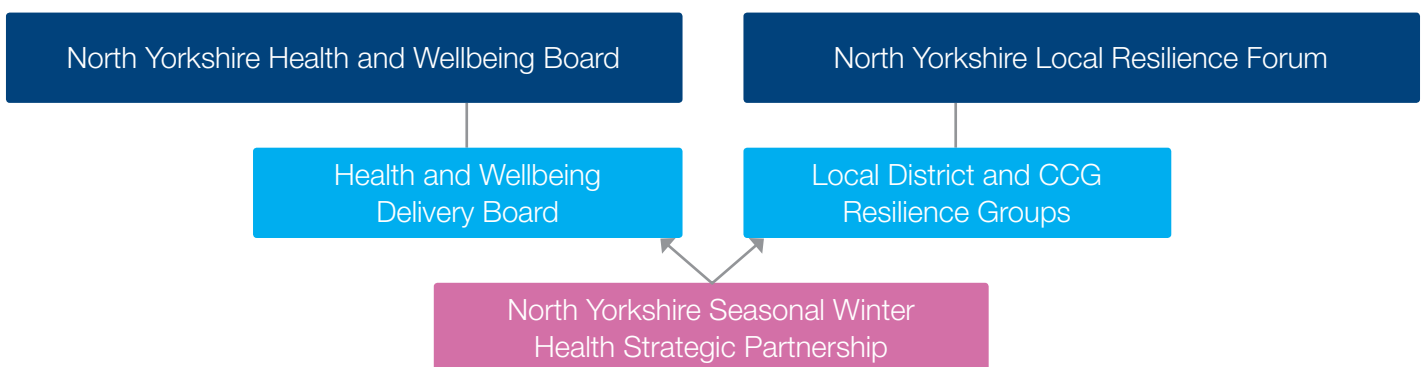 North Yorkshire Health and Wellbeing Board
North Yorkshire Local Resilience Forum
Health and Wellbeing
Delivery Board
Local District and CCG
Resilience Groups
North Yorkshire Seasonal Winter
Health Strategic Partnership